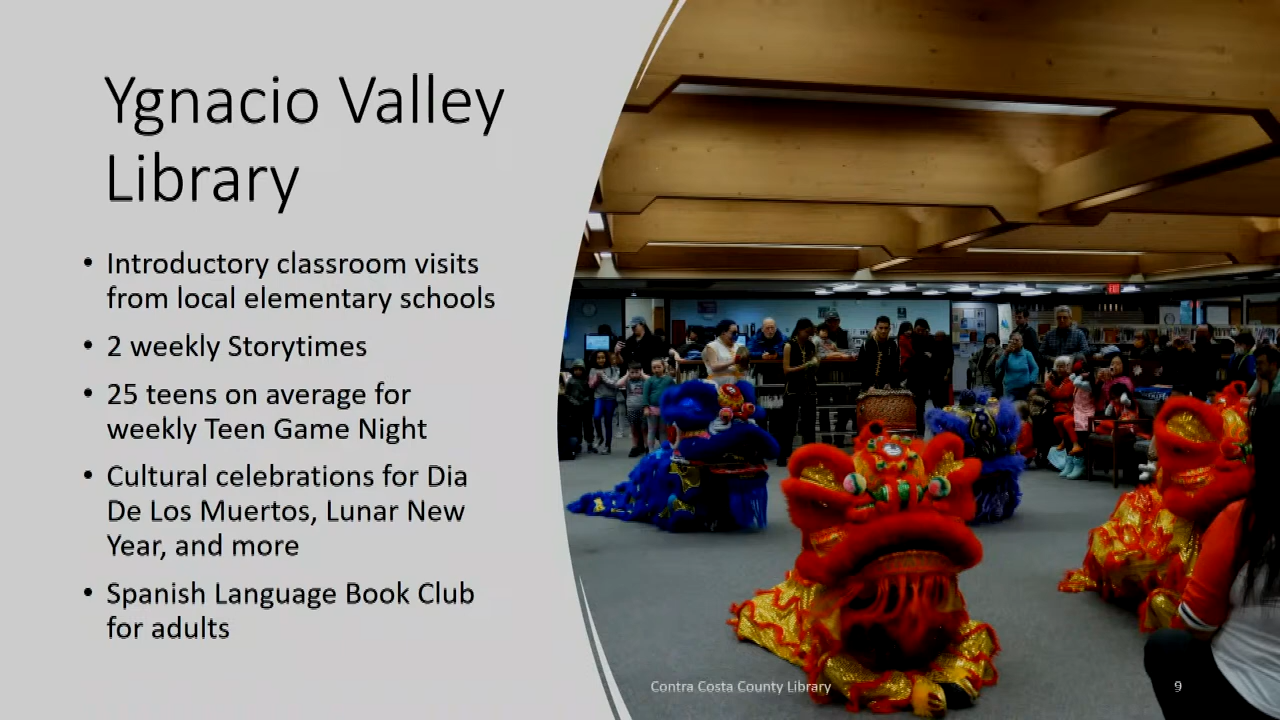 Ygnacio Valley
Library
• Introductory classroom visits
from local elementary schools
• 2 weekly Storytimes
• 25 teens on average for
weekly Teen Game Night
• Cultural celebrations for Dia
De Los Muertos, Lunar New
Year, and more
• Spanish Language Book Club
for adults
Contra Costa County Library
9